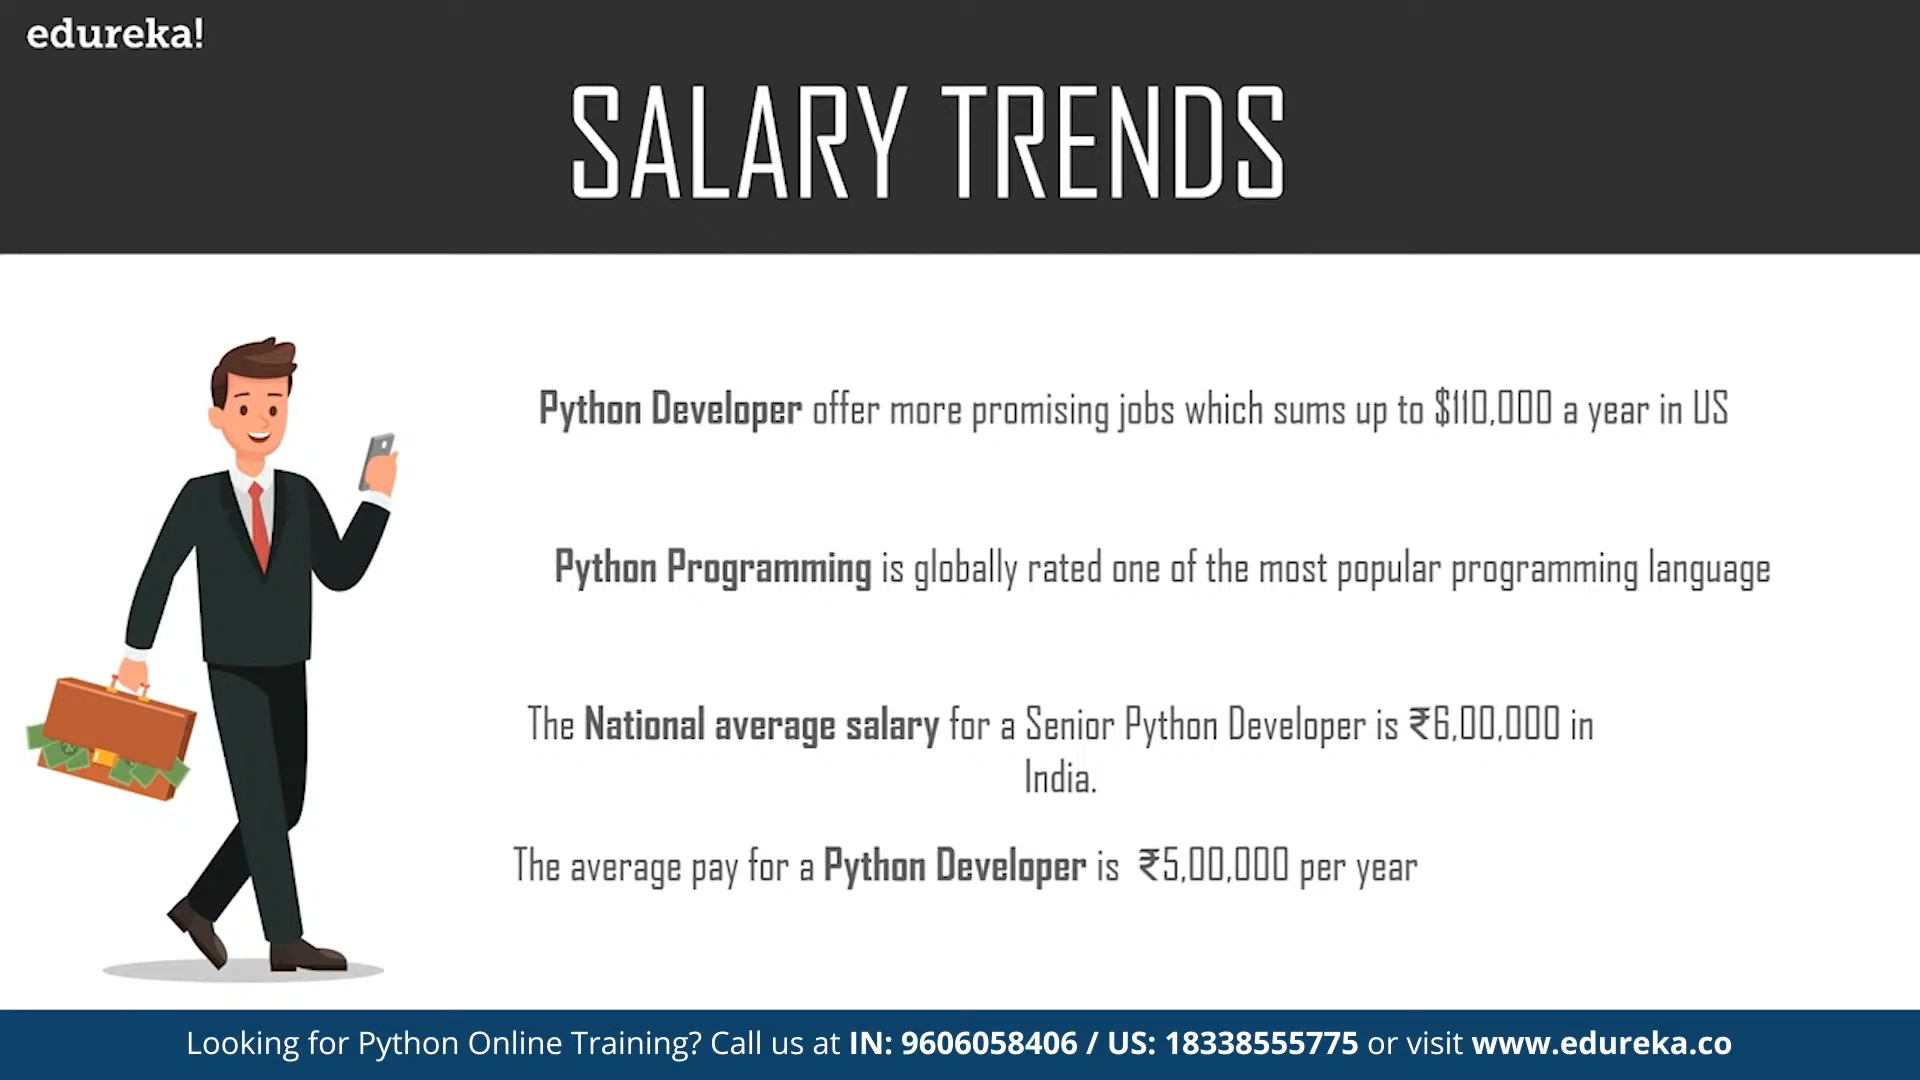 edureka!
SALARY TRENDS
Python Developer offer more promising jobs which sums up to $110,000 a year in US
Python Programming is globally rated one of the most popular programming language
The National average salary for a Senior Python Developer is ₹6,00,000 in
India.
The average pay for a Python Developer is ₹5,00,000 per year
Looking for Python Online Training? Call us at IN: 9606058406 / US: 18338555775 or visit www.edureka.co